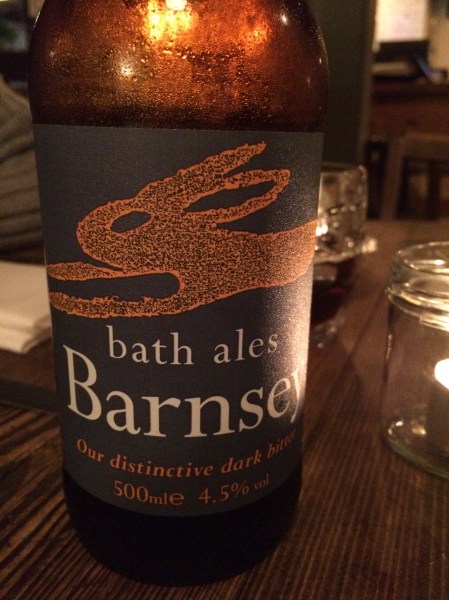 bath ales
Barnsey
Our distinctive dark bitter
500ml℮ 4.5% vol